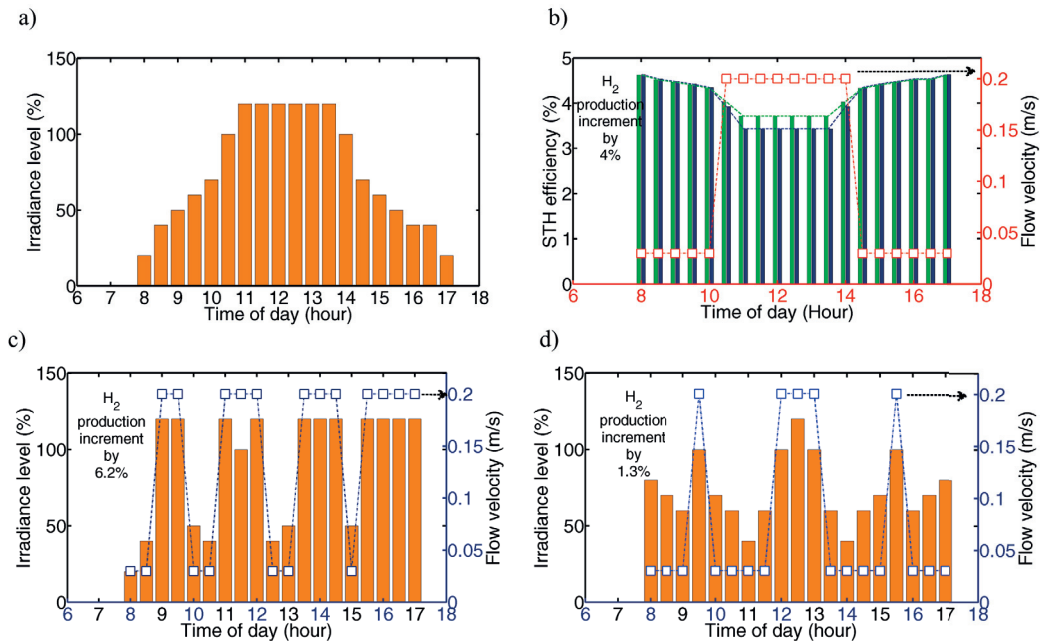 a)
150
100
50
0
Irradiance level (%)
6 7 8 9 10 11 12 13 14 15 16 17 18
Time of day (hour)
b)
5
4
3
2
1
0
STH efficiency (%)
H2
production
increment
by
4%
0.2
0.15
0.1
0.05
0
Flow velocity (m/s)
6 8 10 12 14 16 18
Time of day (Hour)
c)
150
100
50
0
Irradiance level (%)
H2
production
increment
by
6.2%
0.2
0.15
0.1
0.05
0
Flow velocity (m/s)
6 7 8 9 10 11 12 13 14 15 16 17 18
Time of day (hour)
d)
150
100
50
0
Irradiance level (%)
H2
production
increment
by
1.3%
0.2
0.15
0.1
0.05
0
Flow velocity (m/s)
6 7 8 9 10 11 12 13 14 15 16 17 18
Time of day (hour)